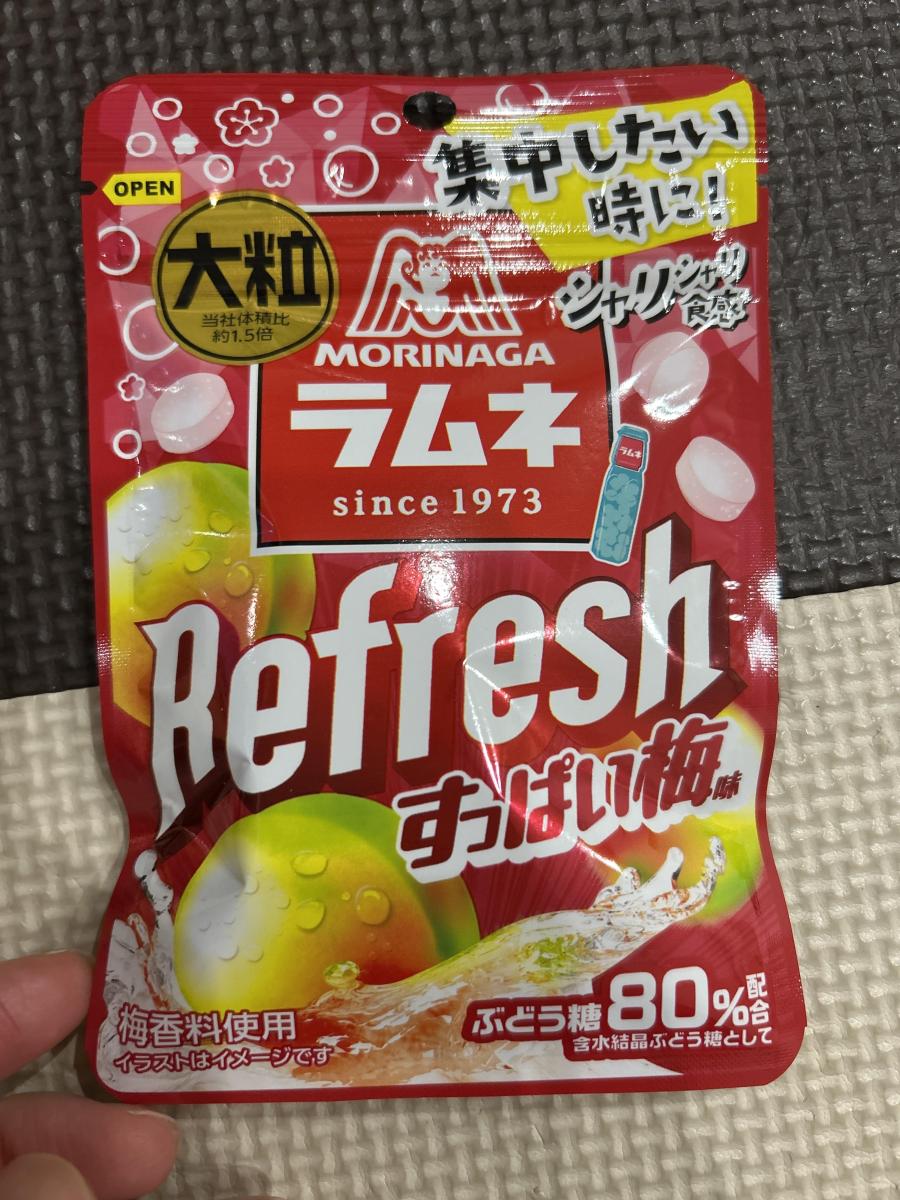 集中したい
時に!
OPEN
大粒
当社体積比
約1.5倍
シャリシャリ
食感
MORINAGA
ラムネ
since 1973
ラムネ
Refresh
すっぱい梅味
梅香料使用
イラストはイメージです
ぶどう糖80%配合
含水結晶ぶどう糖として